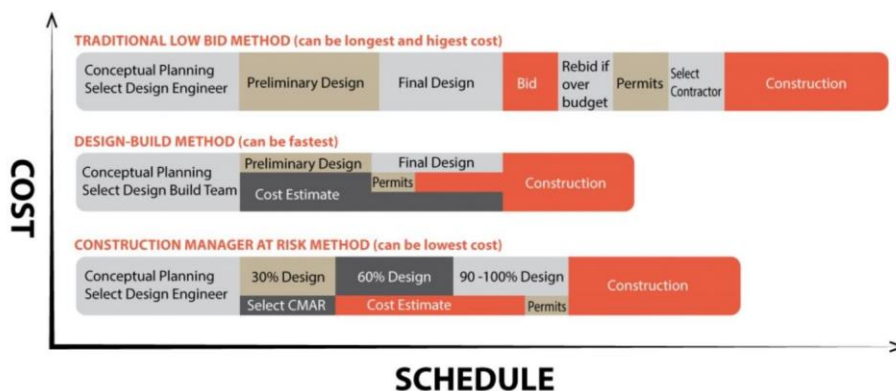 COST
TRADITIONAL LOW BID METHOD (can be longest and higest cost)
Conceptual Planning
Select Design Engineer
Preliminary Design
Final Design
Bid
Rebid if
over
budget
Permits
Select
Contractor
Construction
DESIGN-BUILD METHOD (can be fastest)
Conceptual Planning
Select Design Build Team
Preliminary Design
Final Design
Permits
Cost Estimate
Construction
CONSTRUCTION MANAGER AT RISK METHOD (can be lowest cost)
Conceptual Planning
Select Design Engineer
30% Design
60% Design
90 -100% Design
Select CMAR
Cost Estimate
Permits
Construction
SCHEDULE